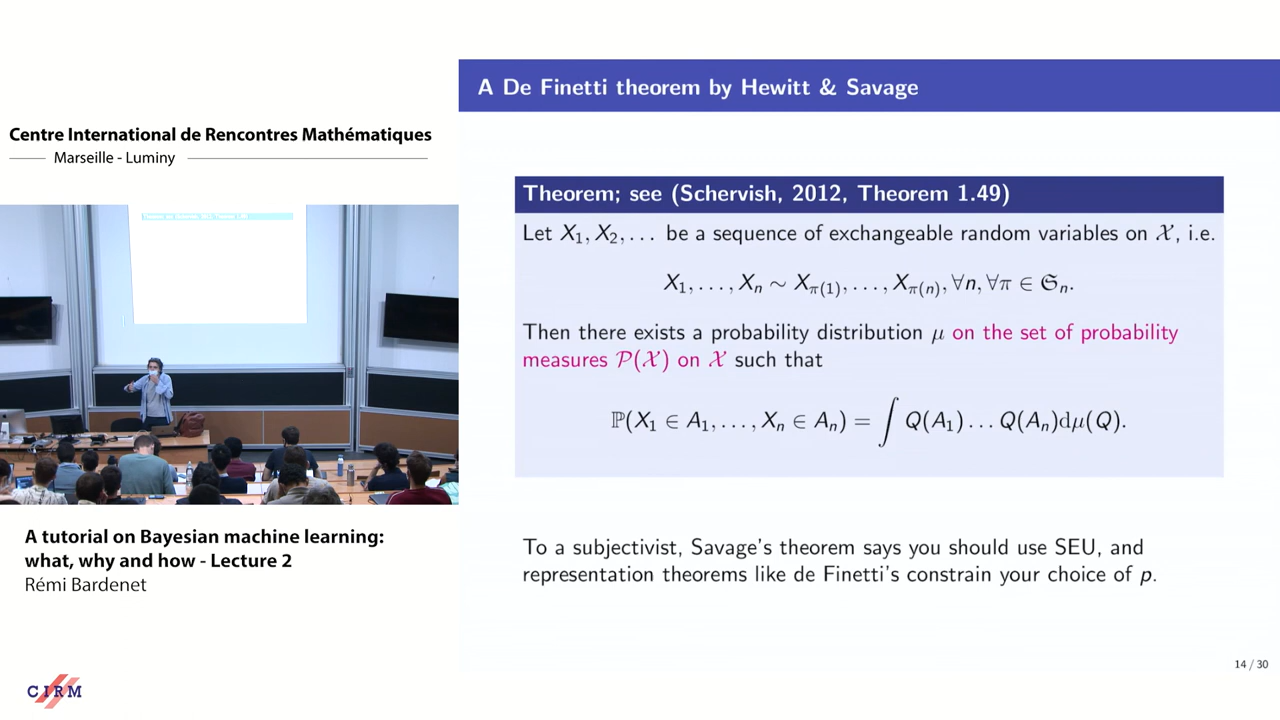 Centre International de Rencontres Mathématiques
Marseille - Luminy
A tutorial on Bayesian machine learning:
what, why and how - Lecture 2
Rémi Bardenet
CIRM
A De Finetti theorem by Hewitt & Savage
Theorem; see (Schervish, 2012, Theorem 1.49)
Let X₁, X₂, . . . be a sequence of exchangeable random variables on 𝒳, i.e.
X₁, . . . , Xₙ ∼ X_π(1), . . . , X_π(n), ∀n, ∀π ∈ 𝔖ₙ.
Then there exists a probability distribution μ on the set of probability
measures 𝒫(𝒳) on 𝒳 such that
ℙ(X₁ ∈ A₁, . . . , Xₙ ∈ Aₙ) = ∫ Q(A₁) . . . Q(Aₙ)dμ(Q).
To a subjectivist, Savage's theorem says you should use SEU, and
representation theorems like de Finetti's constrain your choice of p.
14 / 30